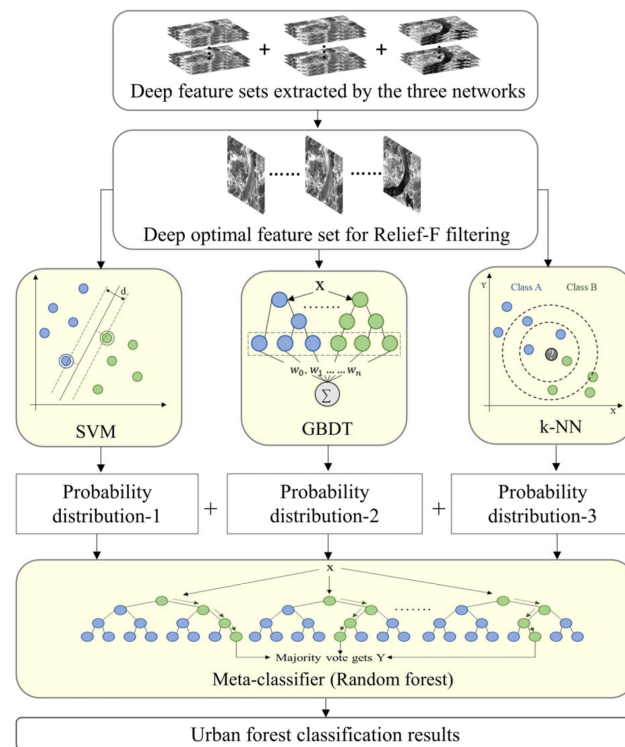 + +
Deep feature sets extracted by the three networks
...... ......
Deep optimal feature set for Relief-F filtering
d
SVM
X
.......
w0, w1 ...... wn
∑
GBDT
Y
Class A Class B
?
X
k-NN
Probability
distribution-1
+
Probability
distribution-2
+
Probability
distribution-3
x
.......
Majority vote gets Y
Meta-classifier (Random forest)
Urban forest classification results